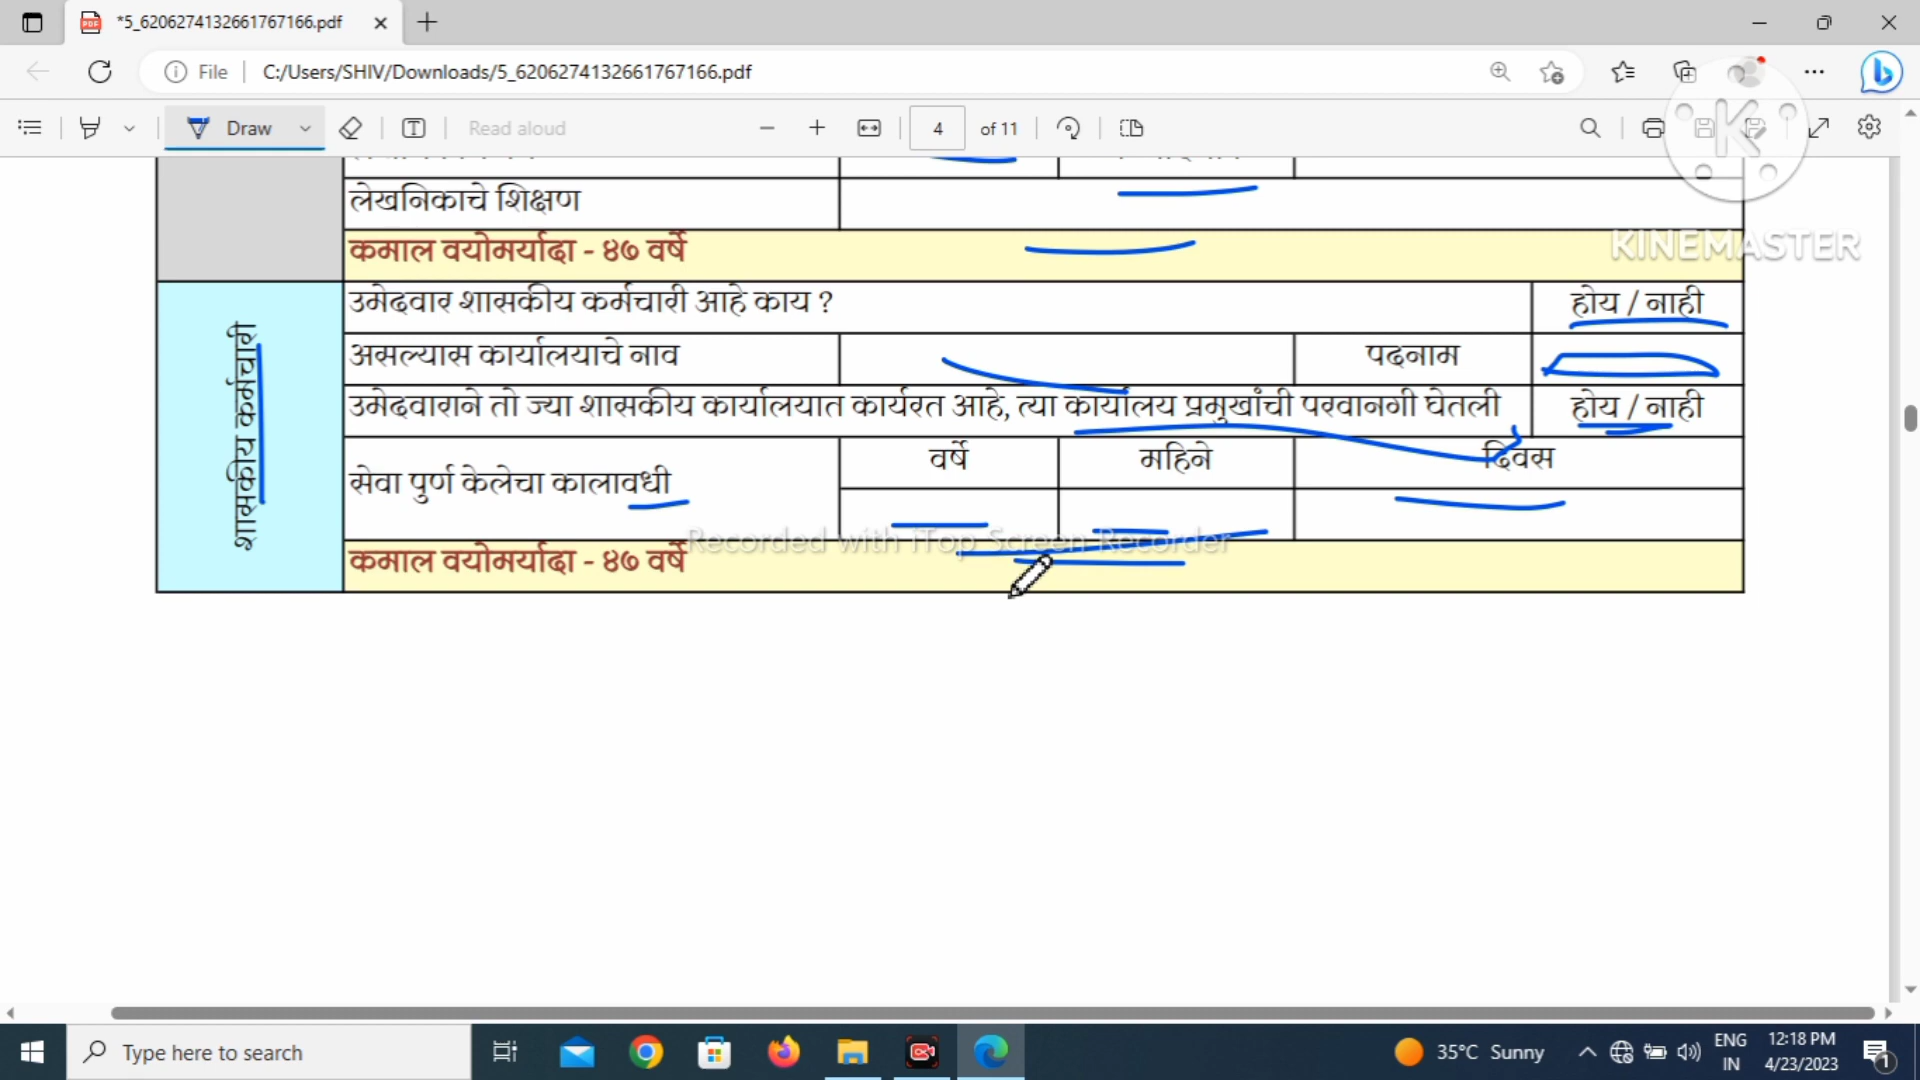 *5_6206274132661767166.pdf
File
C:/Users/SHIV/Downloads/5_6206274132661767166.pdf
Draw
Read aloud
4
of 11
लेखनिकाचे शिक्षण
कमाल वयोमर्यादा - ४७ वर्षे
KINEMASTER
शासकीय कर्मचारी
उमेदवार शासकीय कर्मचारी आहे काय ?
होय / नाही
असल्यास कार्यालयाचे नाव
पदनाम
उमेदवाराने तो ज्या शासकीय कार्यालयात कार्यरत आहे, त्या कार्यालय प्रमुखांची परवानगी घेतली
होय / नाही
सेवा पुर्ण केलेचा कालावधी
वर्षे
महिने
दिवस
Recorded with iTop Screen Recorder
कमाल वयोमर्यादा - ४७ वर्षे
Type here to search
35°C Sunny
ENG
IN
12:18 PM
4/23/2023
1